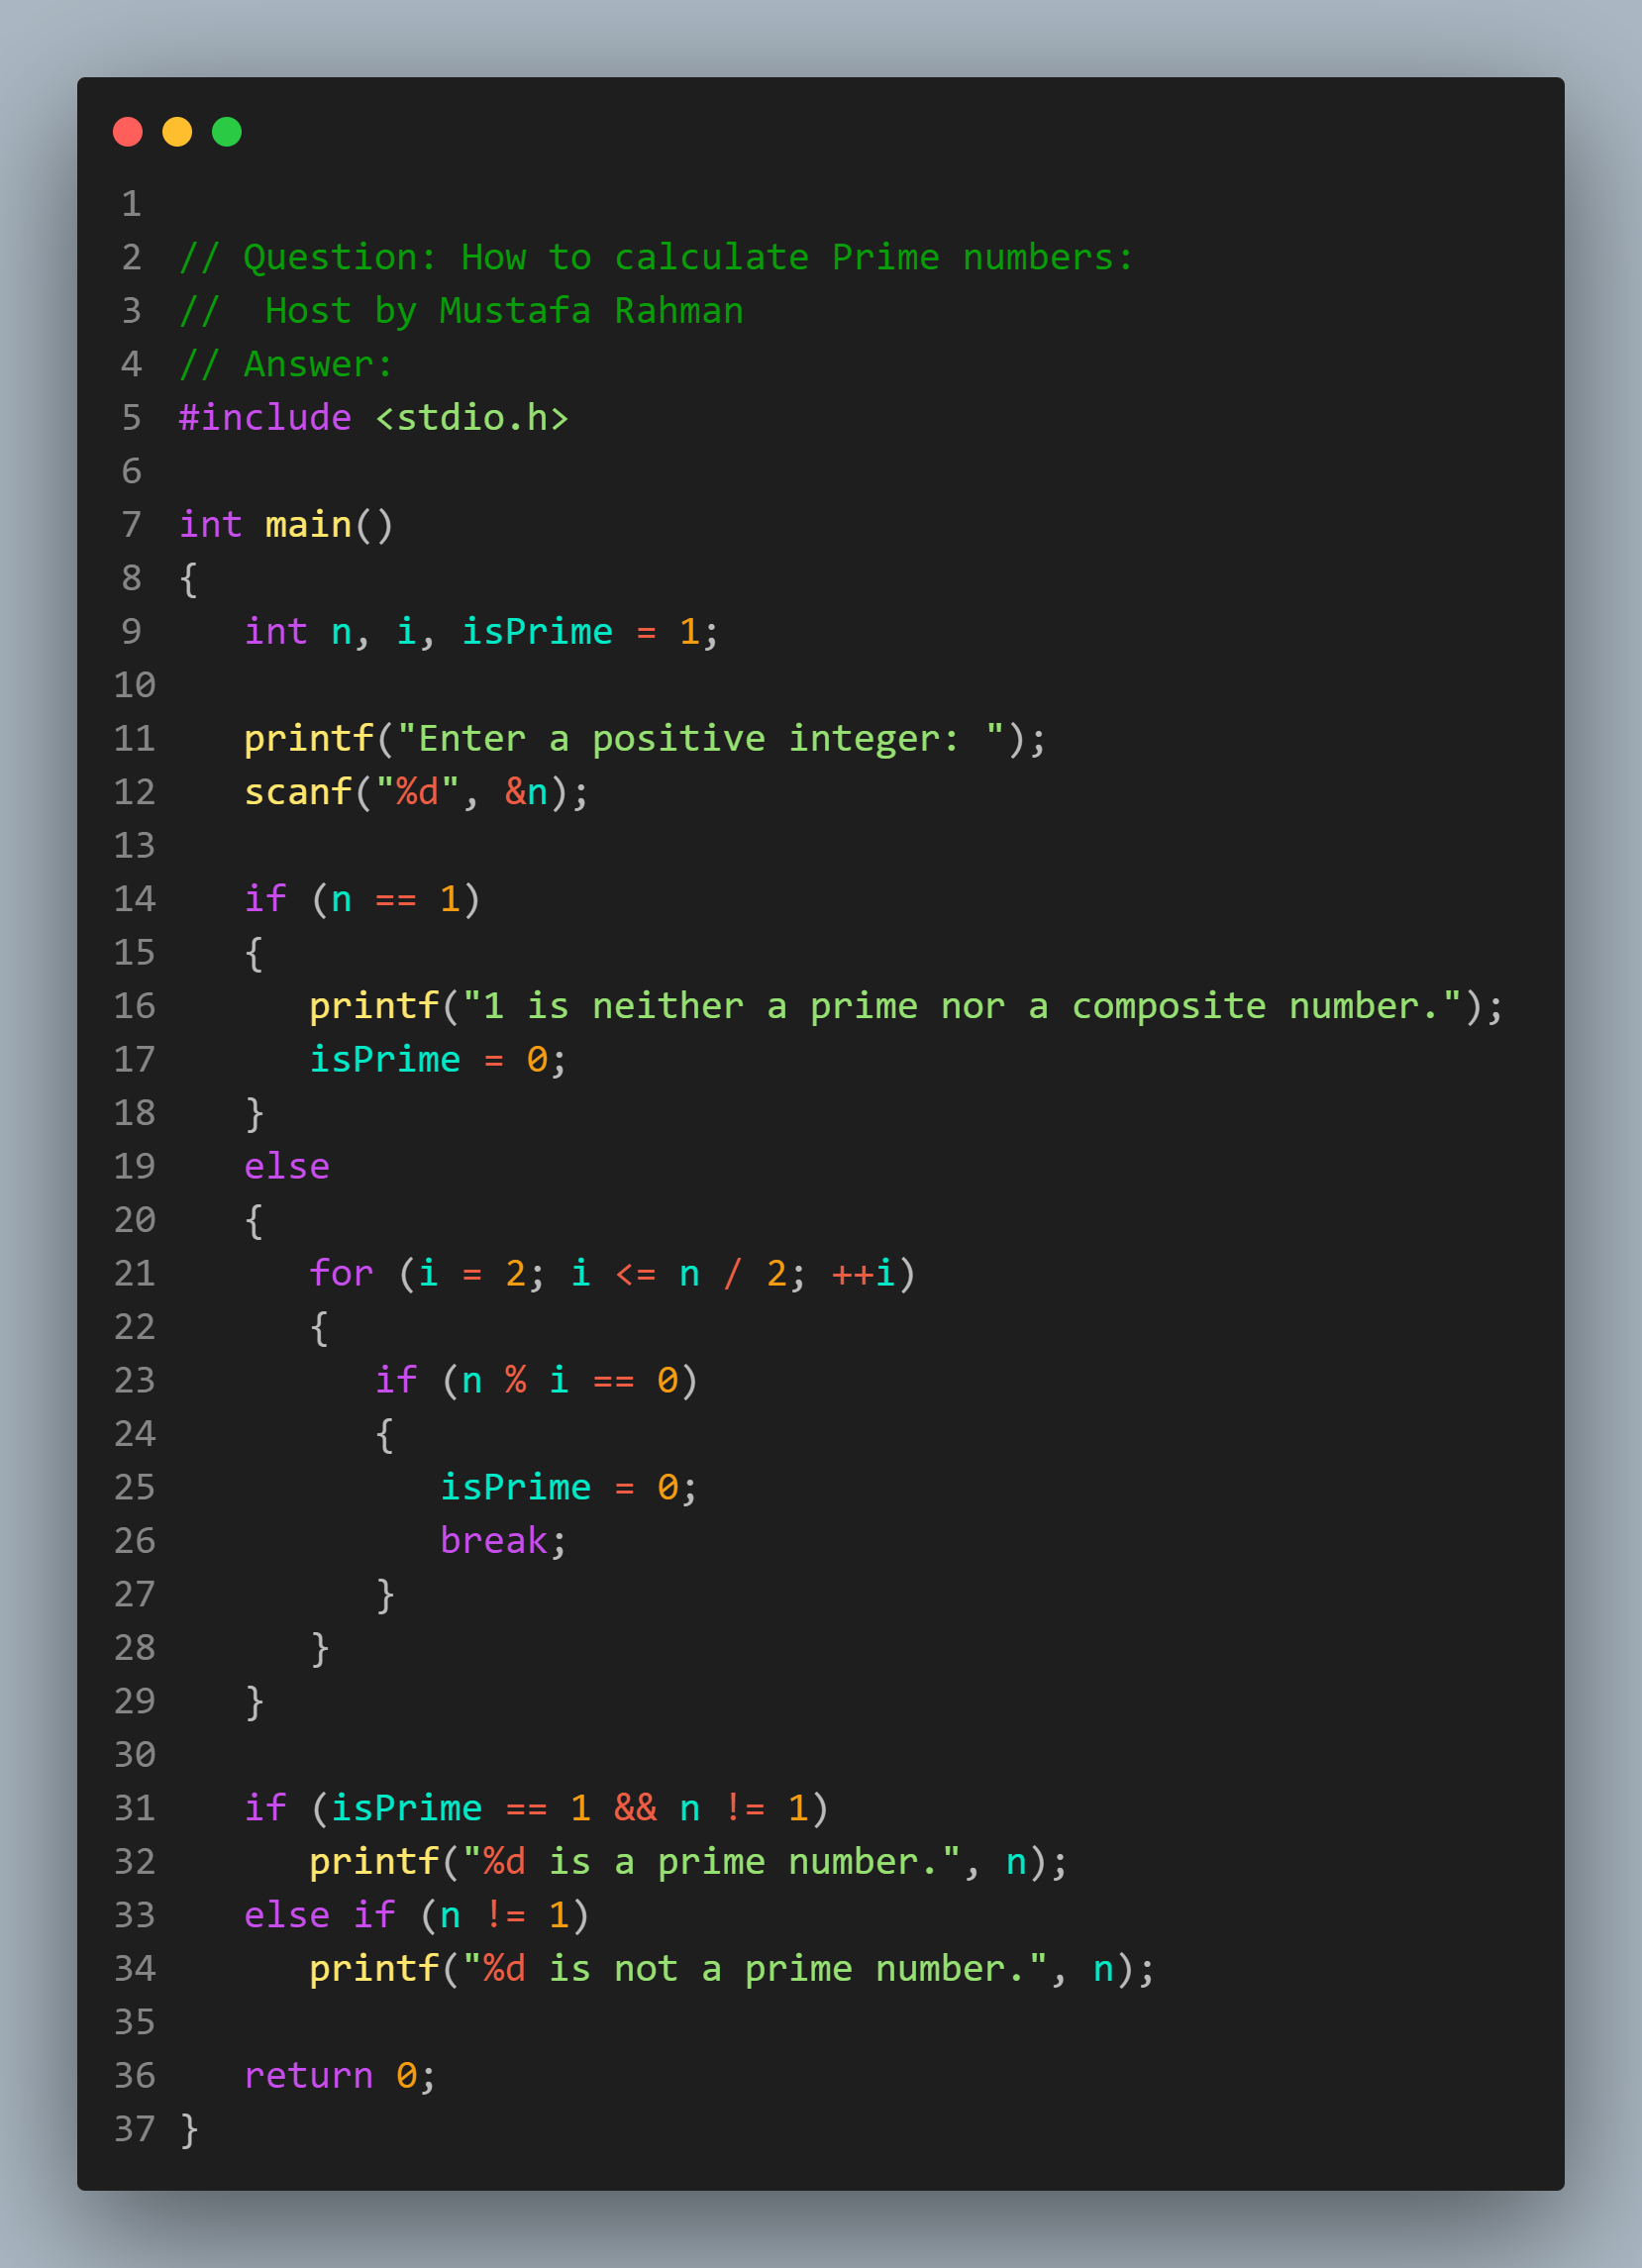 1
2 // Question: How to calculate Prime numbers:
3 //  Host by Mustafa Rahman
4 // Answer:
5 #include <stdio.h>
6
7 int main()
8 {
9    int n, i, isPrime = 1;
10
11    printf("Enter a positive integer: ");
12    scanf("%d", &n);
13
14    if (n == 1)
15    {
16       printf("1 is neither a prime nor a composite number.");
17       isPrime = 0;
18    }
19    else
20    {
21       for (i = 2; i <= n / 2; ++i)
22       {
23          if (n % i == 0)
24          {
25             isPrime = 0;
26             break;
27          }
28       }
29    }
30
31    if (isPrime == 1 && n != 1)
32       printf("%d is a prime number.", n);
33    else if (n != 1)
34       printf("%d is not a prime number.", n);
35
36    return 0;
37 }